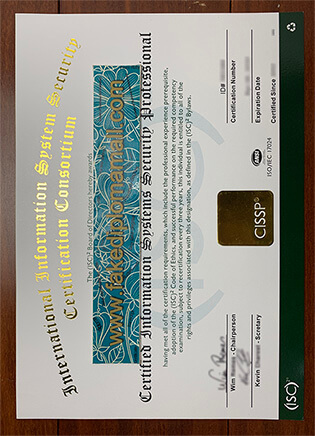 International Information System Security
Certification Consortium
The (ISC)² Board of Directors hereby awards
www.fakediplomamall.com
Certified Information Systems Security Professional
having met all of the certification requirements, which include the professional experience prerequisite,
adoption of the (ISC)² Code of Ethics, and successful performance on the required competency
examination, subject to recertification every three years, this individual is entitled to all of the
rights and privileges associated with this designation, as defined in the (ISC)² Bylaws.
Wim - Chairperson
Kevin - Sectary
CISSP®
ISO/IEC 17024
ID#
Certification Number
Expiration Date
Certified Since
(ISC)²